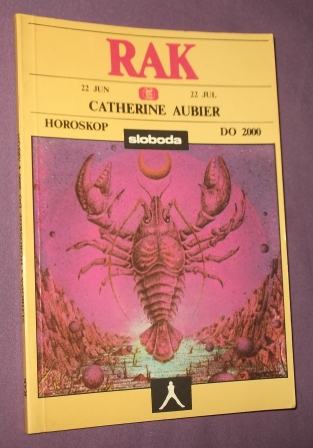 RAK
22 JUN
22 JUL
CATHERINE AUBIER
HOROSKOP
sloboda
DO 2000